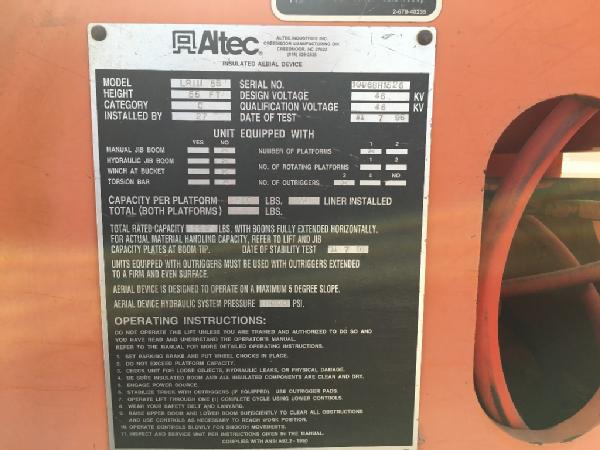 2-679-48235
Altec
ALTEC INDUSTRIES INC.
CREEDMOOR MANUFACTURING DIV.
CREEDMOOR, NC 27522
INSULATED AERIAL DEVICE
MODEL SERIAL NO.
HEIGHT 55 FT DESIGN VOLTAGE 46 KV
CATEGORY C QUALIFICATION VOLTAGE 46 KV
INSTALLED BY 27 DATE OF TEST 7 96
UNIT EQUIPPED WITH
YES NO 1 2
MANUAL JIB BOOM NUMBER OF PLATFORMS
HYDRAULIC JIB BOOM NO. OF ROTATING PLATFORMS 1 2
WINCH AT BUCKET 2 4 NO
TORSION BAR NO. OF OUTRIGGERS
CAPACITY PER PLATFORM LBS. LINER INSTALLED
TOTAL (BOTH PLATFORMS) LBS.
TOTAL RATED CAPACITY LBS. WITH BOOMS FULLY EXTENDED HORIZONTALLY.
FOR ACTUAL MATERIAL HANDLING CAPACITY, REFER TO LIFT AND JIB
CAPACITY PLATES AT BOOM TIP. DATE OF STABILITY TEST
UNITS EQUIPPED WITH OUTRIGGERS MUST BE USED WITH OUTRIGGERS EXTENDED
TO A FIRM AND EVEN SURFACE.
AERIAL DEVICE IS DESIGNED TO OPERATE ON A MAXIMUM 5 DEGREE SLOPE.
AERIAL DEVICE HYDRAULIC SYSTEM PRESSURE PSI.
OPERATING INSTRUCTIONS:
DO NOT OPERATE THIS LIFT UNLESS YOU ARE TRAINED AND AUTHORIZED TO DO SO AND
YOU HAVE READ AND UNDERSTAND THE OPERATOR'S MANUAL.
REFER TO THE MANUAL FOR MORE DETAILED OPERATING INSTRUCTIONS.
1. SET PARKING BRAKE AND PUT WHEEL CHOCKS IN PLACE.
2. DO NOT EXCEED PLATFORM CAPACITY.
3. CHECK UNIT FOR LOOSE OBJECTS, HYDRAULIC LEAKS, OR PHYSICAL DAMAGE.
4. BE SURE INSULATED BOOM AND ALL INSULATED COMPONENTS ARE CLEAN AND DRY.
5. ENGAGE POWER SOURCE.
6. STABILIZE TRUCK WITH OUTRIGGERS (IF EQUIPPED). USE OUTRIGGER PADS.
7. OPERATE LIFT THROUGH ONE (1) COMPLETE CYCLE USING LOWER CONTROLS.
8. WEAR YOUR SAFETY BELT AND LANYARD.
9. RAISE UPPER BOOM AND LOWER BOOM SUFFICIENTLY TO CLEAR ALL OBSTRUCTIONS
AND USE CONTROLS AS NECESSARY TO REACH WORK POSITION.
10. OPERATE CONTROLS SLOWLY FOR SMOOTH MOVEMENTS.
11. INSPECT AND SERVICE UNIT PER INSTRUCTIONS GIVEN IN THE MANUAL.
COMPLIES WITH ANSI A92.2-1990